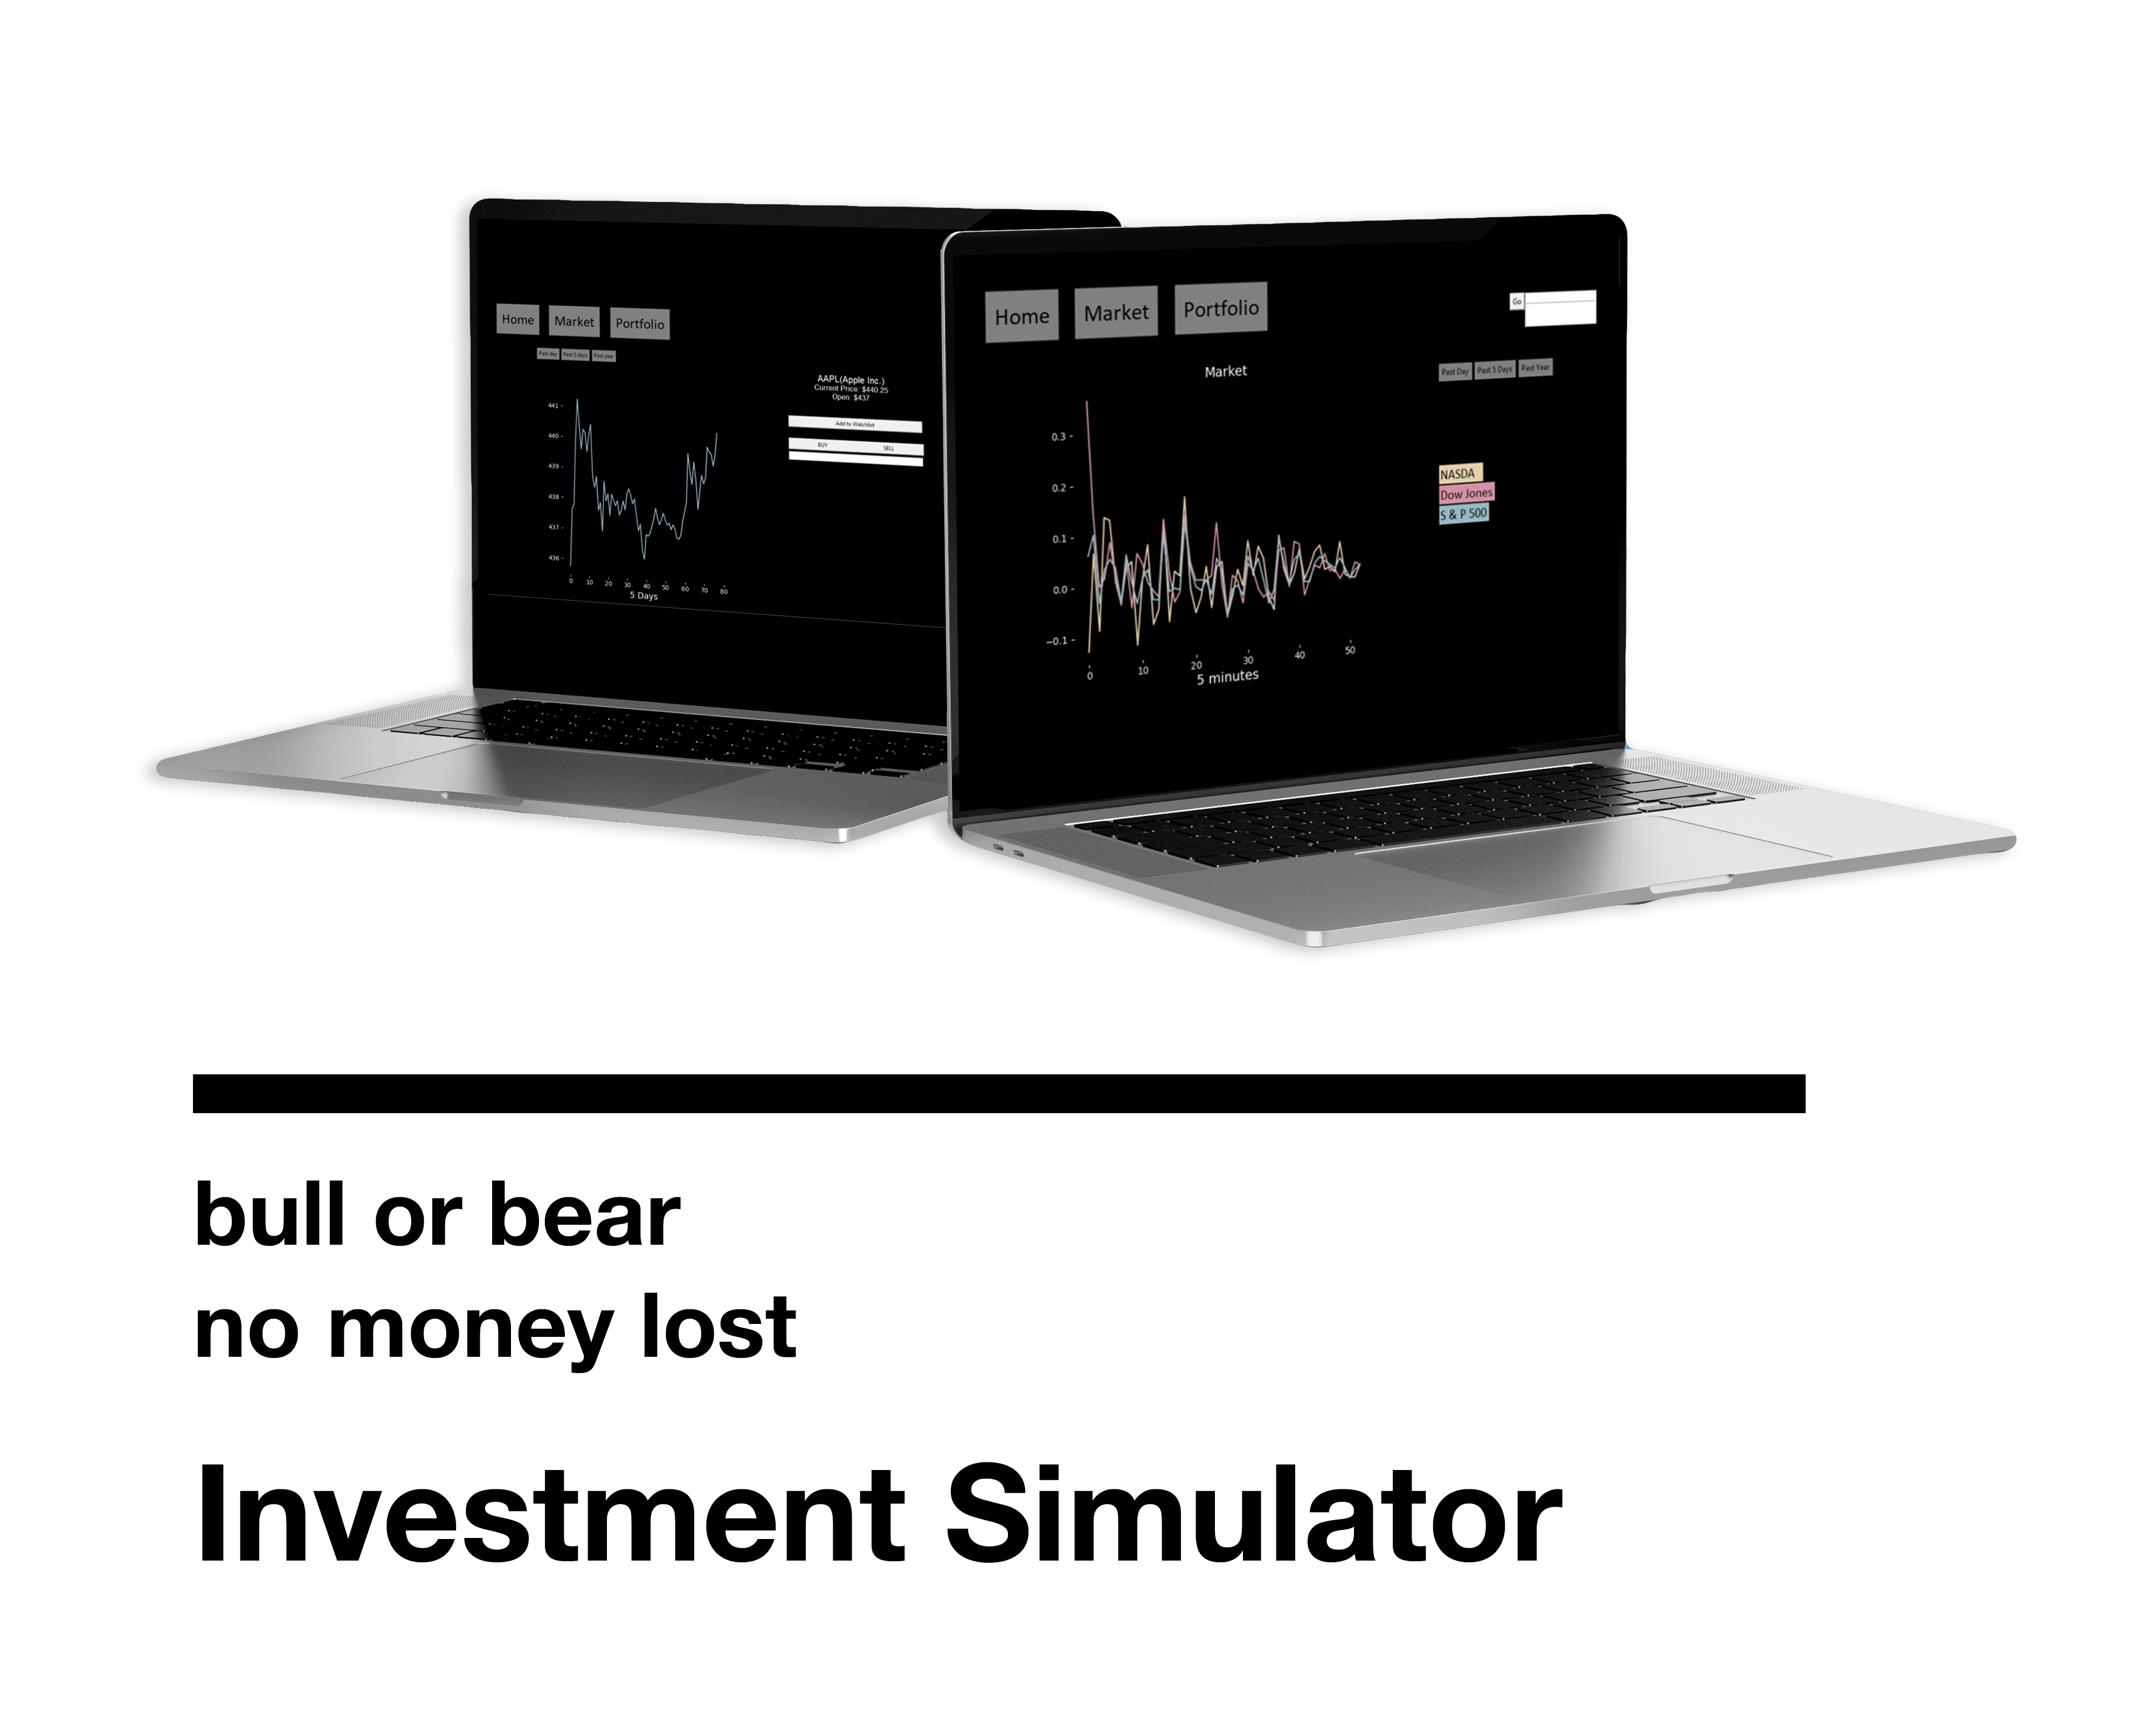 Home Market Portfolio
Past day Past 5 days Past year
AAPL(Apple Inc.)
Current Price: $440.25
Open: $437
Add to Watchlist
BUY SELL
441
440
439
438
437
436
0 10 20 30 40 50 60 70 80
5 Days
Home Market Portfolio
Go
Market
Past Day Past 5 Days Past Year
0.3
0.2
0.1
0.0
−0.1
NASDA
Dow Jones
S & P 500
0 10 20 30 40 50
5 minutes
bull or bear
no money lost
Investment Simulator